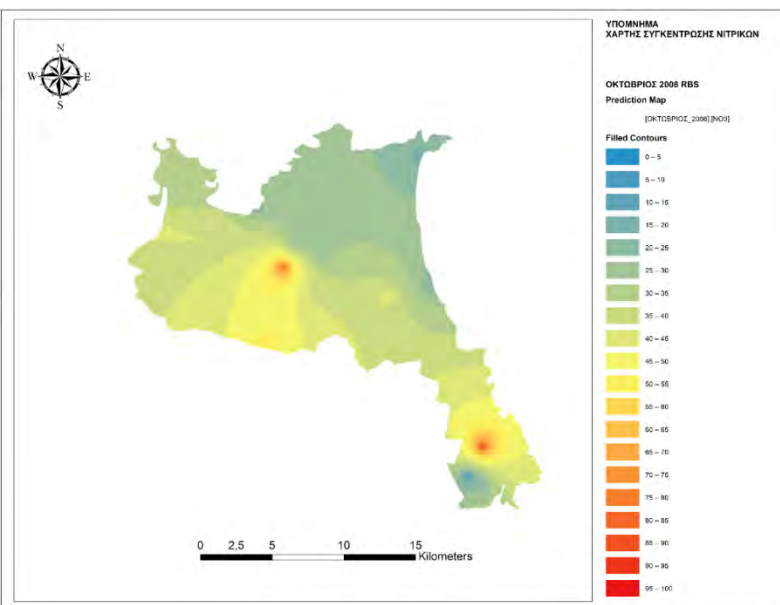 N
W E
S
0 2,5 5 10 15
Kilometers
ΥΠΟΜΝΗΜΑ
ΧΑΡΤΗΣ ΣΥΓΚΕΝΤΡΩΣΗΣ ΝΙΤΡΙΚΩΝ
ΟΚΤΩΒΡΙΟΣ 2008 RBS
Prediction Map
[ΟΚΤΩΒΡΙΟΣ_2008].[NO3]
Filled Contours
0 – 5
5 – 10
10 – 15
15 – 20
20 – 25
25 – 30
30 – 35
35 – 40
40 – 45
45 – 50
50 – 55
55 – 60
60 – 65
65 – 70
70 – 75
75 – 80
80 – 85
85 – 90
90 – 95
95 – 100